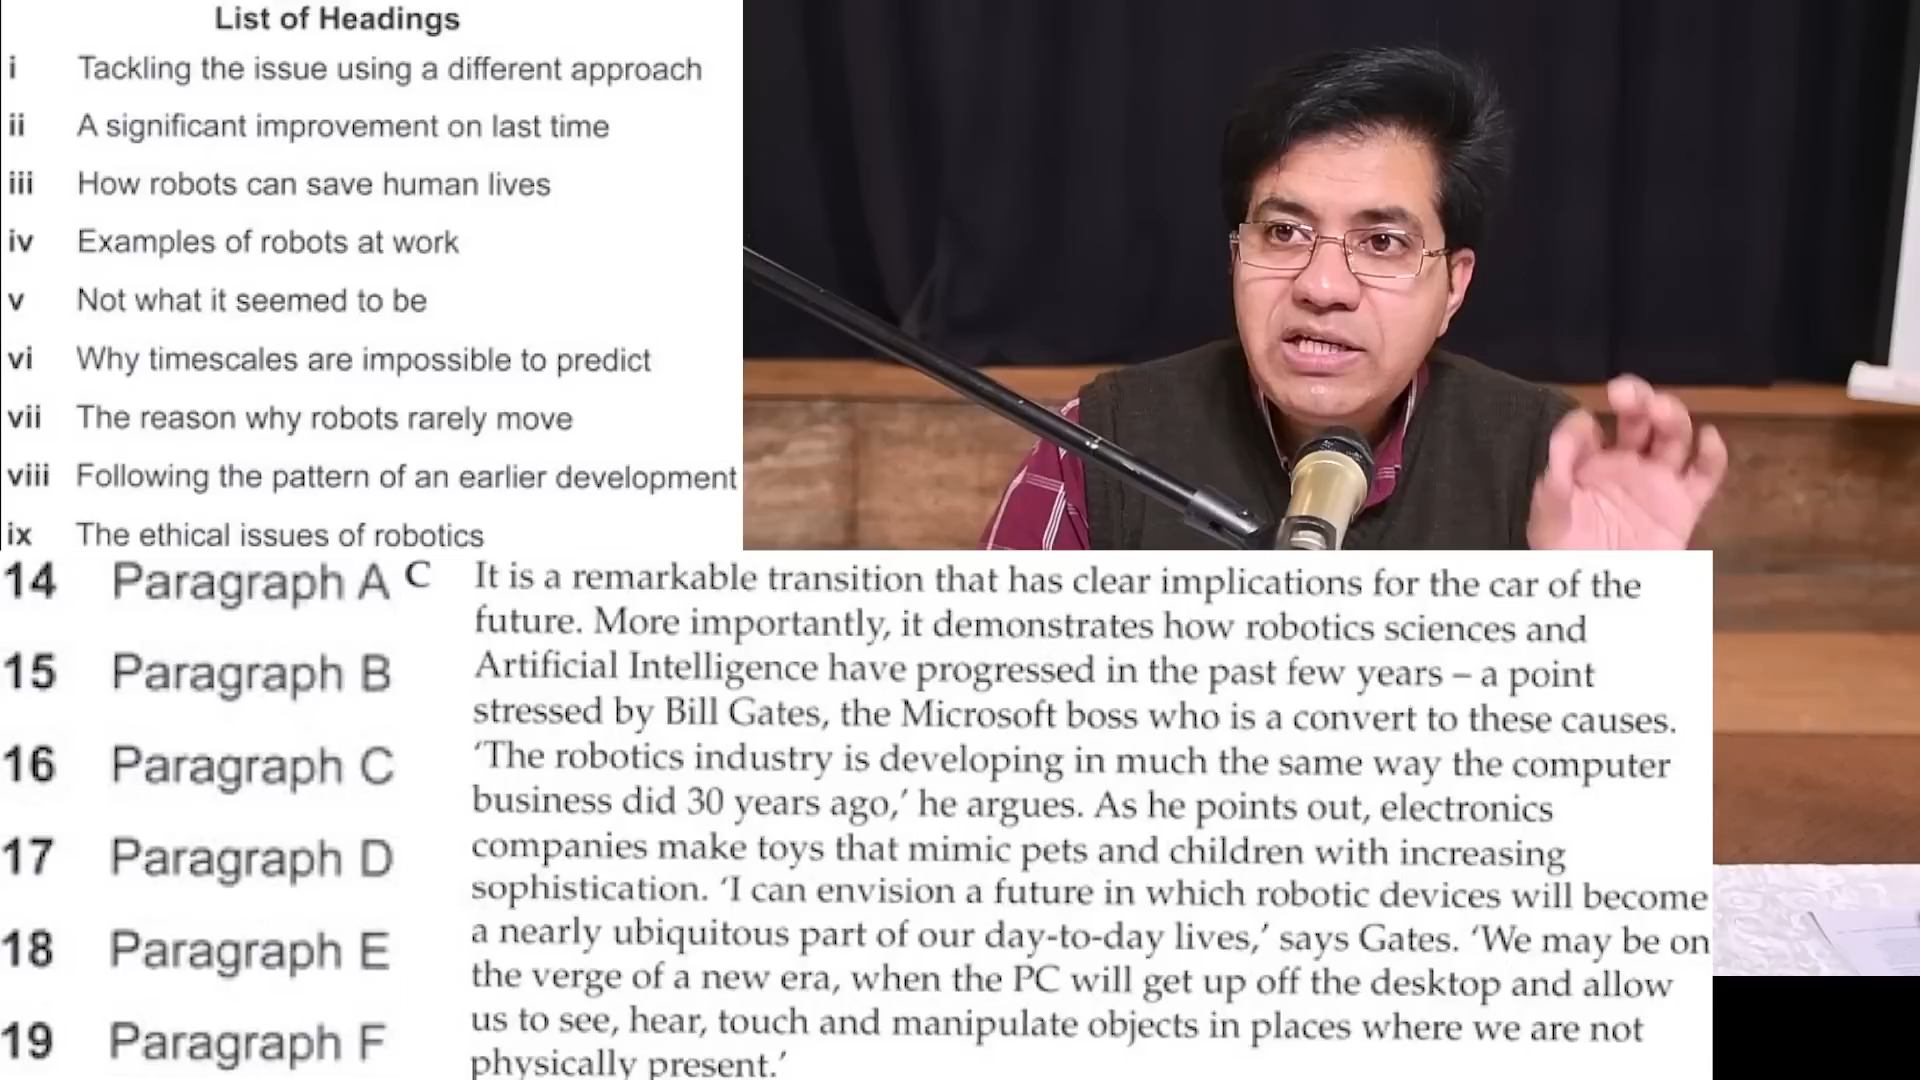 List of Headings
i Tackling the issue using a different approach
ii A significant improvement on last time
iii How robots can save human lives
iv Examples of robots at work
v Not what it seemed to be
vi Why timescales are impossible to predict
vii The reason why robots rarely move
viii Following the pattern of an earlier development
ix The ethical issues of robotics
14 Paragraph A
15 Paragraph B
16 Paragraph C
17 Paragraph D
18 Paragraph E
19 Paragraph F
C It is a remarkable transition that has clear implications for the car of the
future. More importantly, it demonstrates how robotics sciences and
Artificial Intelligence have progressed in the past few years – a point
stressed by Bill Gates, the Microsoft boss who is a convert to these causes.
‘The robotics industry is developing in much the same way the computer
business did 30 years ago,’ he argues. As he points out, electronics
companies make toys that mimic pets and children with increasing
sophistication. ‘I can envision a future in which robotic devices will become
a nearly ubiquitous part of our day-to-day lives,’ says Gates. ‘We may be on
the verge of a new era, when the PC will get up off the desktop and allow
us to see, hear, touch and manipulate objects in places where we are not
physically present.’